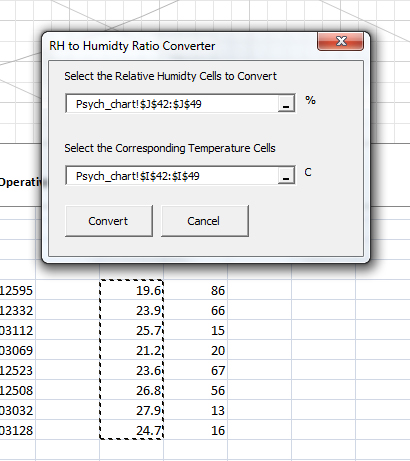 RH to Humidty Ratio Converter
Select the Relative Humidty Cells to Convert
Psych_chart!$J$42:$J$49 %
Select the Corresponding Temperature Cells
Psych_chart!$I$42:$I$49 C
Convert Cancel
Operativ
12595 19.6 86
12332 23.9 66
03112 25.7 15
03069 21.2 20
12523 23.6 67
12508 26.8 56
03032 27.9 13
03128 24.7 16